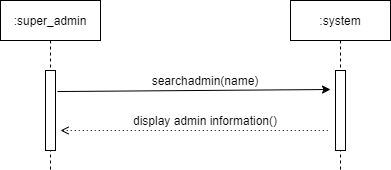 :super_admin
:system
searchadmin(name)
display admin information()